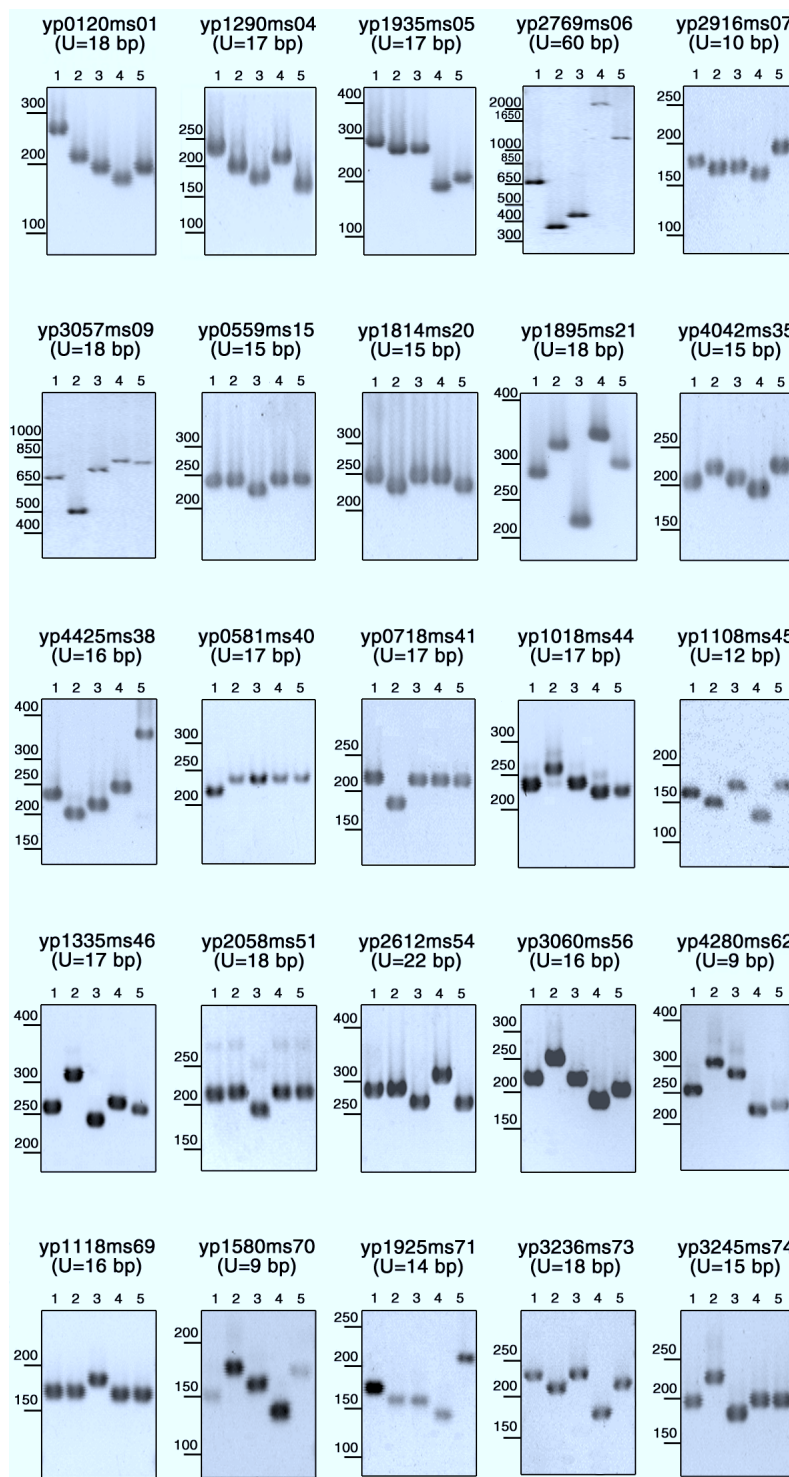 yp0120ms01 yp1290ms04 yp1935ms05 yp2769ms06 yp2916ms07
(U=18 bp) (U=17 bp) (U=17 bp) (U=60 bp) (U=10 bp)
1 2 3 4 5 1 2 3 4 5 1 2 3 4 5 1 2 3 4 5 1 2 3 4 5
300 200 100
250 200 150 100
400 300 200 100
2000 1650 1000 850 650 500 400 300
250 200 150 100
yp3057ms09 yp0559ms15 yp1814ms20 yp1895ms21 yp4042ms35
(U=18 bp) (U=15 bp) (U=15 bp) (U=18 bp) (U=15 bp)
1 2 3 4 5 1 2 3 4 5 1 2 3 4 5 1 2 3 4 5 1 2 3 4 5
1000 850 650 500 400
300 250 200
300 250 200
400 300 250 200
250 200 150
yp4425ms38 yp0581ms40 yp0718ms41 yp1018ms44 yp1108ms45
(U=16 bp) (U=17 bp) (U=17 bp) (U=17 bp) (U=12 bp)
1 2 3 4 5 1 2 3 4 5 1 2 3 4 5 1 2 3 4 5 1 2 3 4 5
400 300 250 200 150
300 250 200
250 200 150
300 250 200
200 150 100
yp1335ms46 yp2058ms51 yp2612ms54 yp3060ms56 yp4280ms62
(U=17 bp) (U=18 bp) (U=22 bp) (U=16 bp) (U=9 bp)
1 2 3 4 5 1 2 3 4 5 1 2 3 4 5 1 2 3 4 5 1 2 3 4 5
400 300 250 200
250 200 150
400 300 250
300 250 200 150
400 300 250 200
yp1118ms69 yp1580ms70 yp1925ms71 yp3236ms73 yp3245ms74
(U=16 bp) (U=9 bp) (U=14 bp) (U=18 bp) (U=15 bp)
1 2 3 4 5 1 2 3 4 5 1 2 3 4 5 1 2 3 4 5 1 2 3 4 5
200 150
200 150 100
250 200 150 100
250 200 150
250 200 150